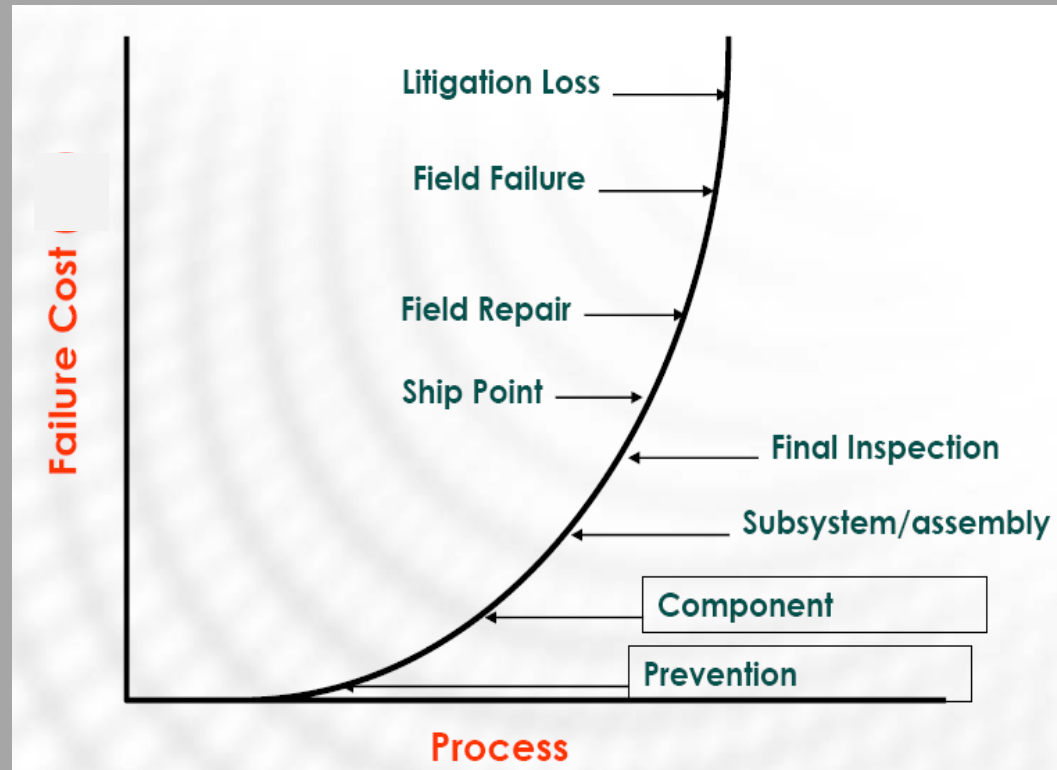 Litigation Loss
Field Failure
Field Repair
Ship Point
Final Inspection
Subsystem/assembly
Component
Prevention
Failure Cost
Process